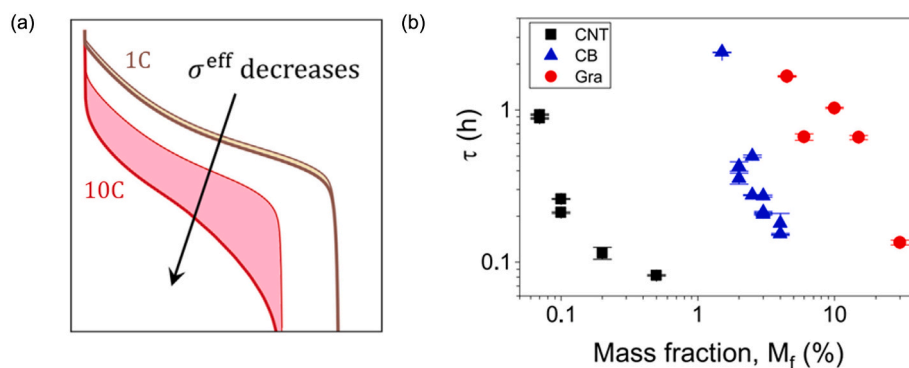 (a)
1C
σ^eff decreases
10C
(b)
CNT
CB
Gra
τ (h)
1
0.1
0.1
1
10
Mass fraction, M_f (%)